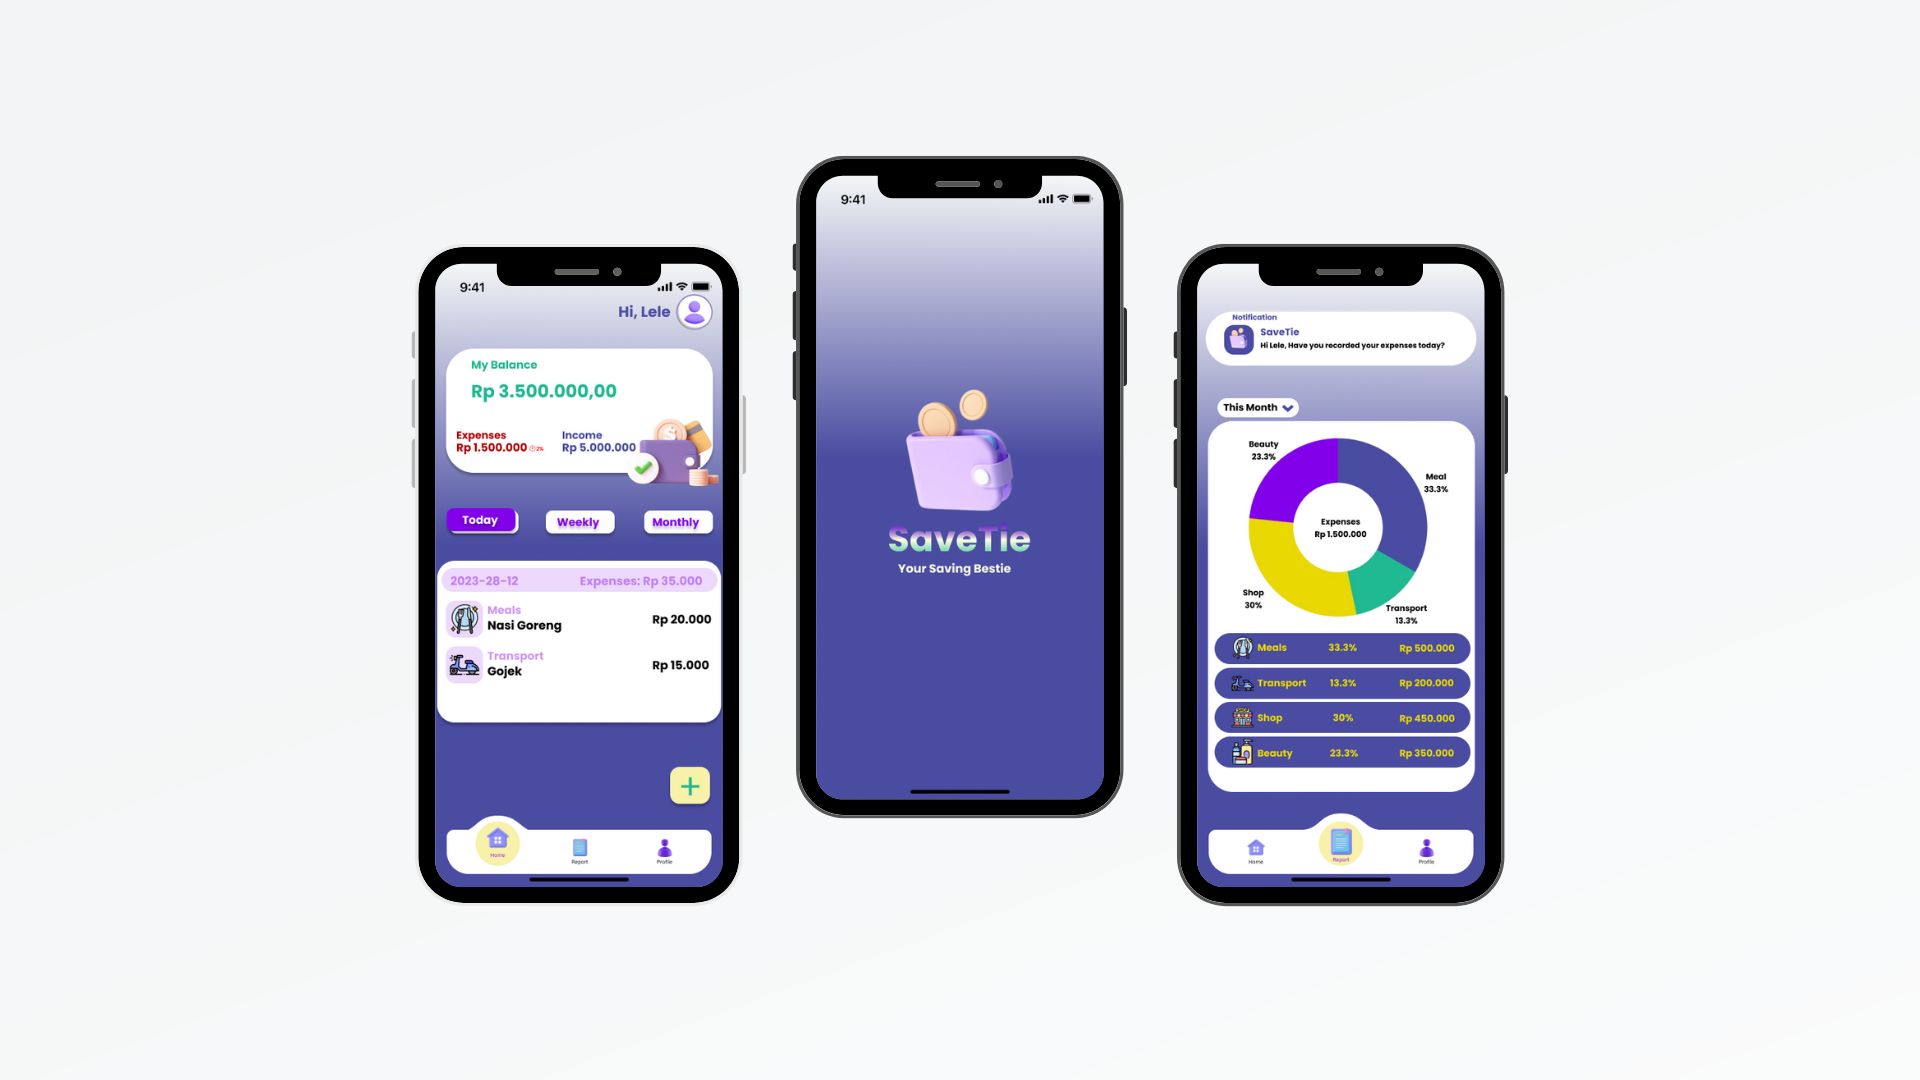 9:41
Hi, Lele
My Balance
Rp 3.500.000,00
Expenses
Rp 1.500.000
2%
Income
Rp 5.000.000
Today
Weekly
Monthly
2023-28-12
Expenses: Rp 35.000
Meals
Nasi Goreng
Rp 20.000
Transport
Gojek
Rp 15.000
Home
Report
Profile
9:41
SaveTie
Your Saving Bestie
Notification
SaveTie
Hi Lele, Have you recorded your expenses today?
This Month
Beauty
23.3%
Meal
33.3%
Expenses
Rp 1.500.000
Shop
30%
Transport
13.3%
Meals 33.3% Rp 500.000
Transport 13.3% Rp 200.000
Shop 30% Rp 450.000
Beauty 23.3% Rp 350.000
Home
Report
Profile